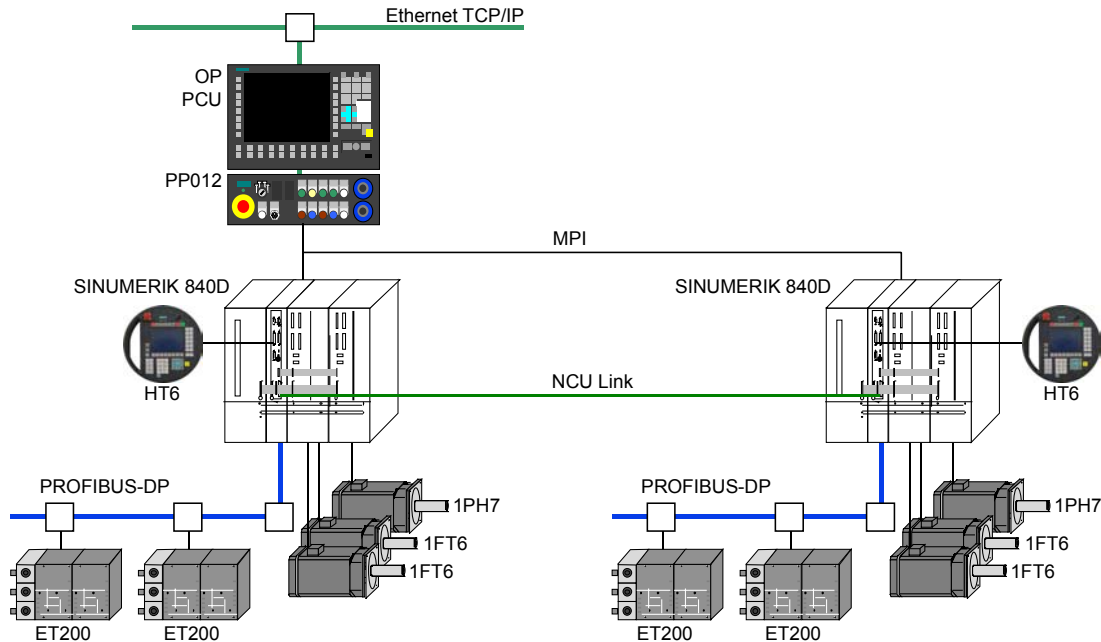 Ethernet TCP/IP
OP
PCU
PP012
MPI
SINUMERIK 840D
SINUMERIK 840D
HT6
NCU Link
HT6
PROFIBUS-DP
PROFIBUS-DP
1PH7
1PH7
1FT6
1FT6
1FT6
1FT6
ET200
ET200
ET200
ET200